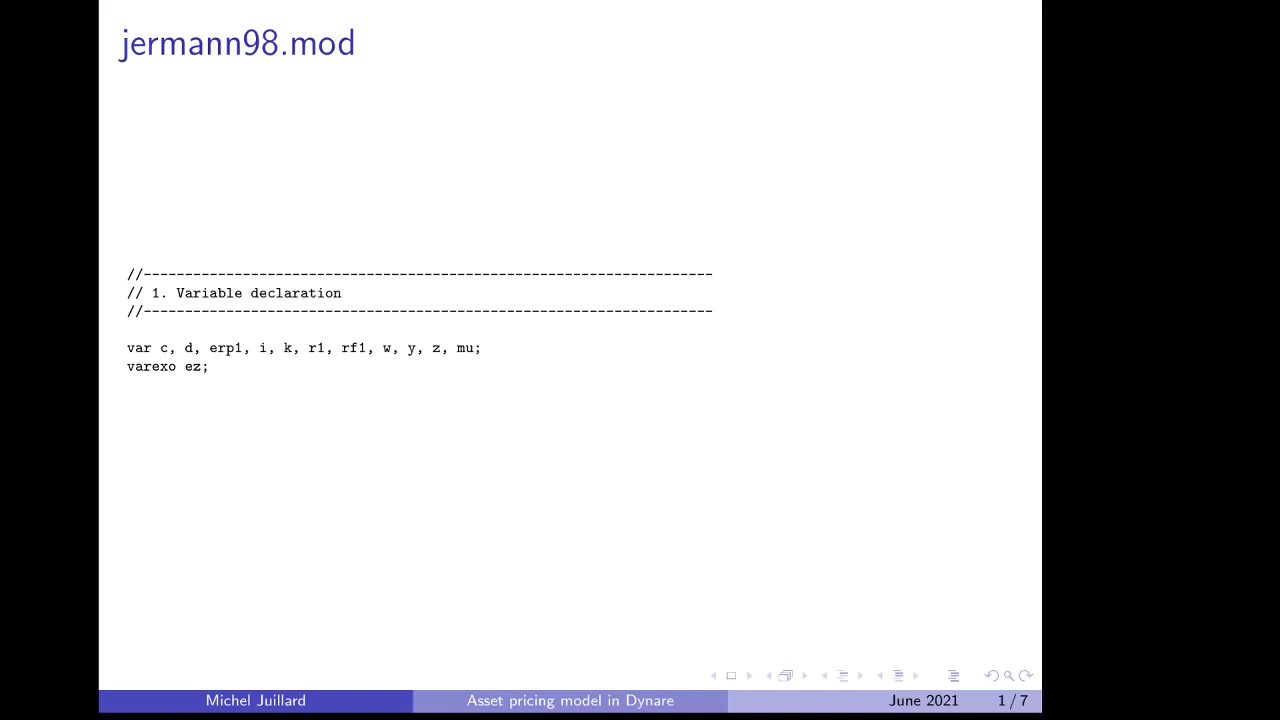 jermann98.mod
//---------------------------------------------------------------------
// 1. Variable declaration
//---------------------------------------------------------------------
var c, d, erp1, i, k, r1, rf1, w, y, z, mu;
varexo ez;
Michel Juillard Asset pricing model in Dynare June 2021 1 / 7